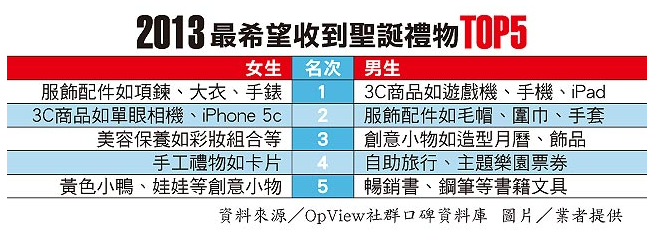 2013最希望收到聖誕禮物TOP5
女生 名次 男生
服飾配件如項鍊、大衣、手錶 1 3C商品如遊戲機、手機、iPad
3C商品如單眼相機、iPhone 5c 2 服飾配件如毛帽、圍巾、手套
美容保養如彩妝組合等 3 創意小物如造型月曆、飾品
手工禮物如卡片 4 自助旅行、主題樂園票券
黃色小鴨、娃娃等創意小物 5 暢銷書、鋼筆等書籍文具
資料來源／OpView社群口碑資料庫 圖片／業者提供